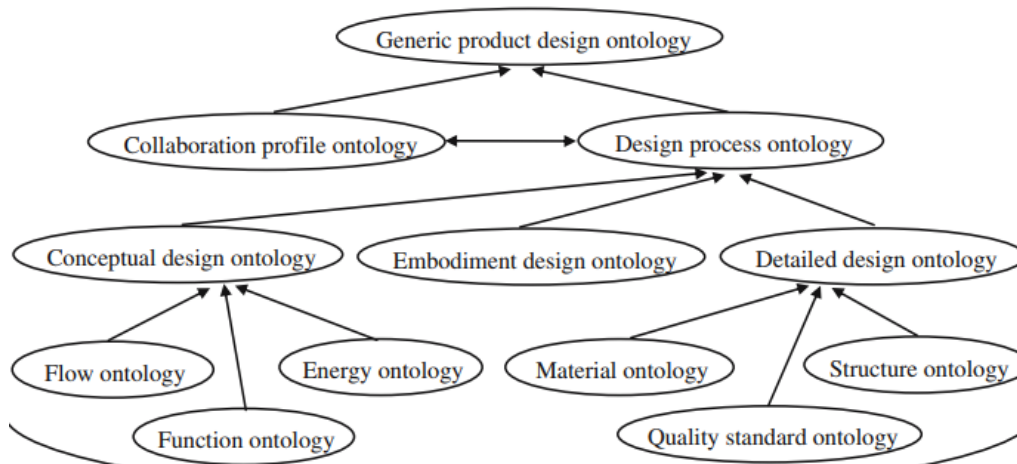 Generic product design ontology
Collaboration profile ontology
Design process ontology
Conceptual design ontology
Embodiment design ontology
Detailed design ontology
Flow ontology
Energy ontology
Material ontology
Structure ontology
Function ontology
Quality standard ontology